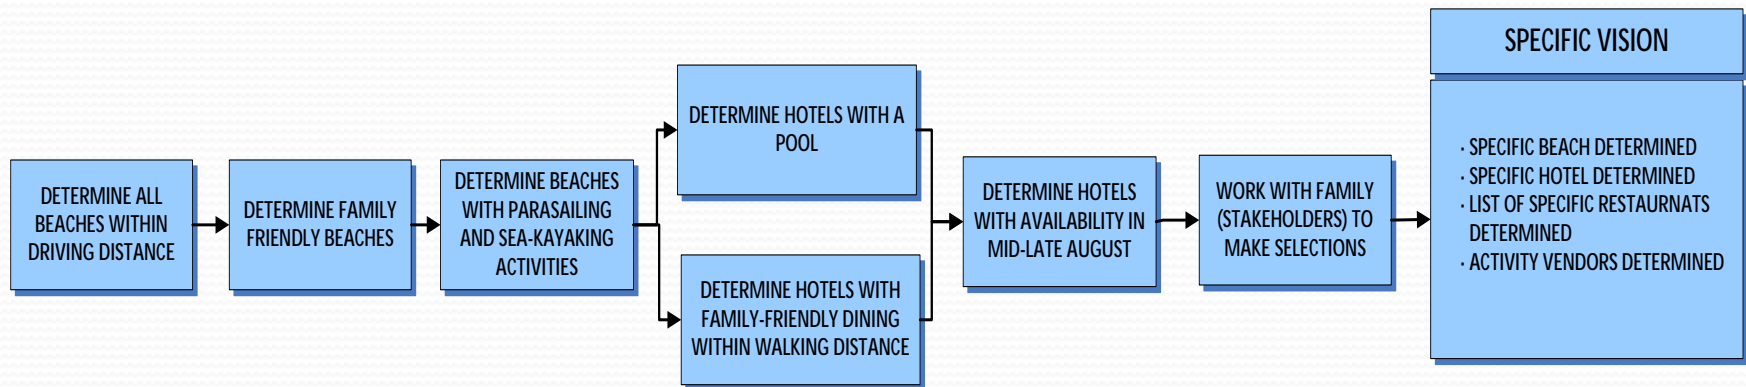 DETERMINE ALL
BEACHES WITHIN
DRIVING DISTANCE
DETERMINE FAMILY
FRIENDLY BEACHES
DETERMINE BEACHES
WITH PARASAILING
AND SEA-KAYAKING
ACTIVITIES
DETERMINE HOTELS WITH A
POOL
DETERMINE HOTELS WITH
FAMILY-FRIENDLY DINING
WITHIN WALKING DISTANCE
DETERMINE HOTELS
WITH AVAILABILITY IN
MID-LATE AUGUST
WORK WITH FAMILY
(STAKEHOLDERS) TO
MAKE SELECTIONS
SPECIFIC VISION
· SPECIFIC BEACH DETERMINED
· SPECIFIC HOTEL DETERMINED
· LIST OF SPECIFIC RESTAURNATS
DETERMINED
· ACTIVITY VENDORS DETERMINED